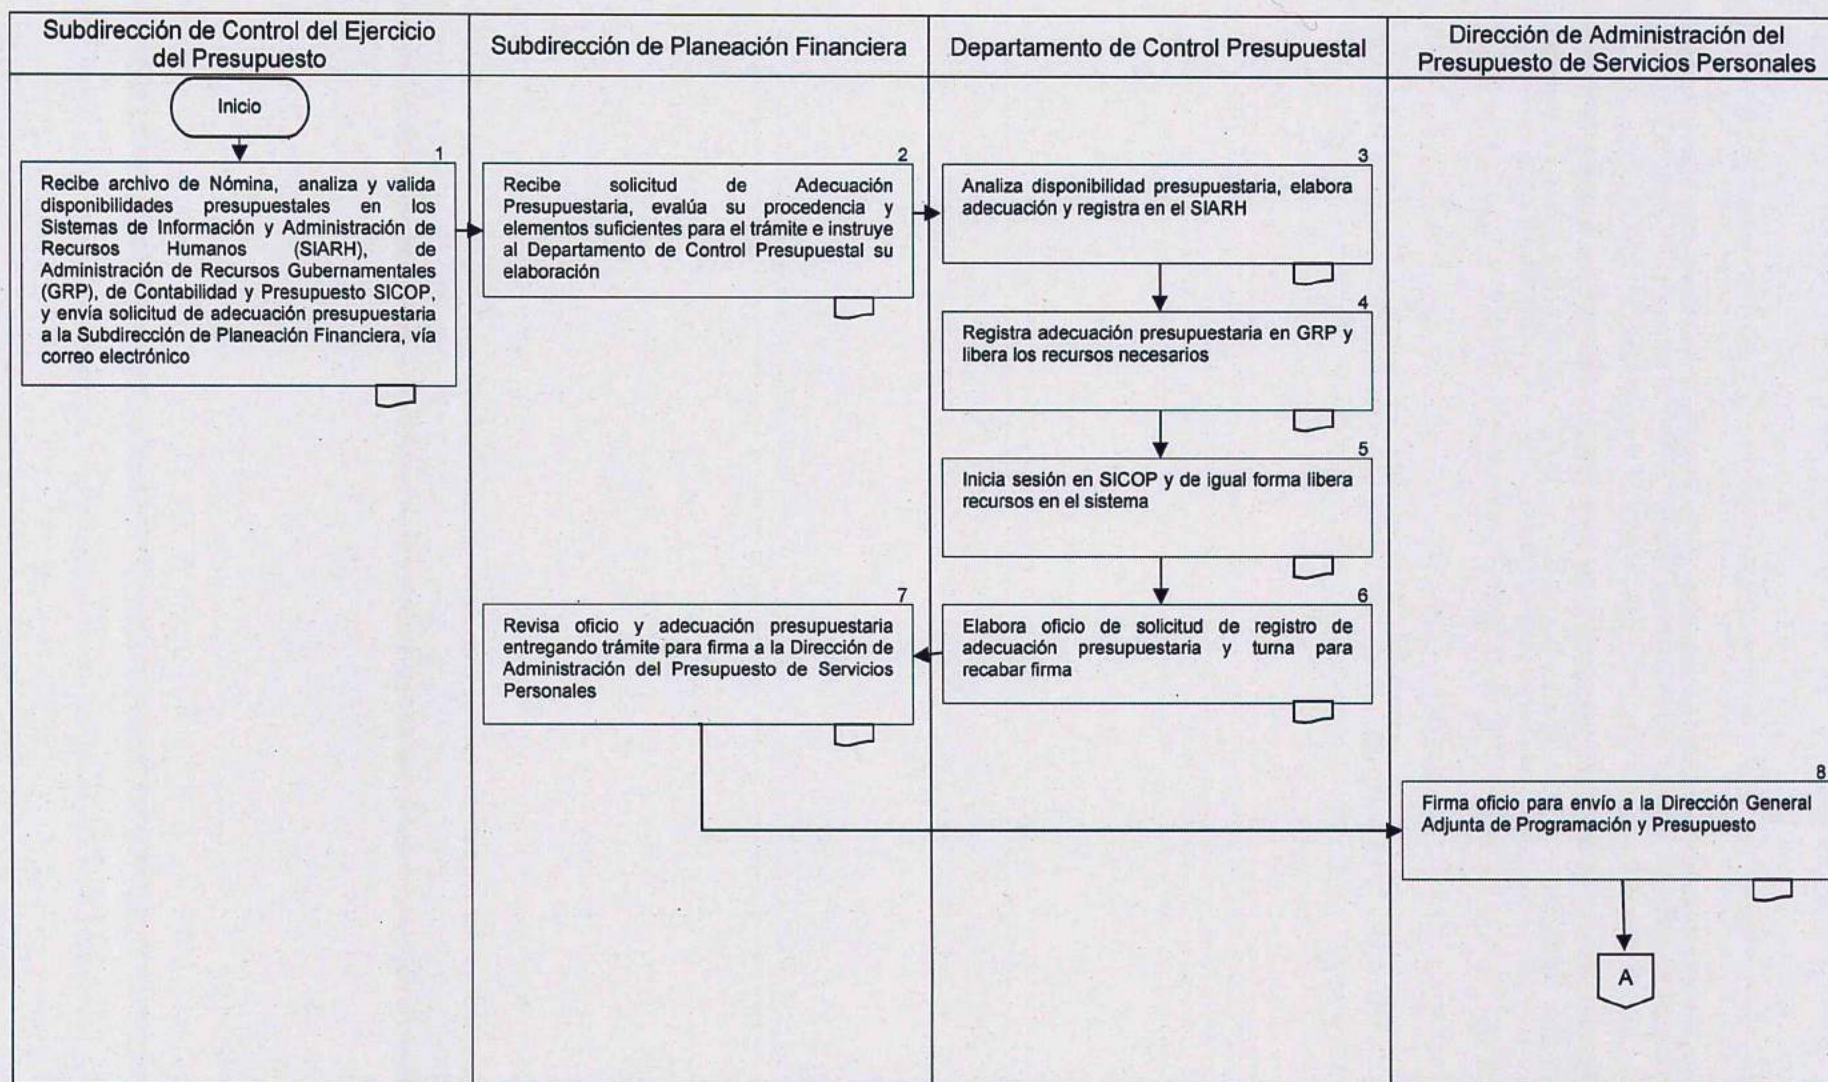 Subdirección de Control del Ejercicio
del Presupuesto
Subdirección de Planeación Financiera
Departamento de Control Presupuestal
Dirección de Administración del
Presupuesto de Servicios Personales
Inicio
1
Recibe archivo de Nómina, analiza y valida
disponibilidades presupuestales en los
Sistemas de Información y Administración de
Recursos Humanos (SIARH), de
Administración de Recursos Gubernamentales
(GRP), de Contabilidad y Presupuesto SICOP,
y envía solicitud de adecuación presupuestaria
a la Subdirección de Planeación Financiera, vía
correo electrónico
2
Recibe solicitud de Adecuación
Presupuestaria, evalúa su procedencia y
elementos suficientes para el trámite e instruye
al Departamento de Control Presupuestal su
elaboración
3
Analiza disponibilidad presupuestaria, elabora
adecuación y registra en el SIARH
4
Registra adecuación presupuestaria en GRP y
libera los recursos necesarios
5
Inicia sesión en SICOP y de igual forma libera
recursos en el sistema
6
Elabora oficio de solicitud de registro de
adecuación presupuestaria y turna para
recabar firma
7
Revisa oficio y adecuación presupuestaria
entregando trámite para firma a la Dirección de
Administración del Presupuesto de Servicios
Personales
8
Firma oficio para envío a la Dirección General
Adjunta de Programación y Presupuesto
A